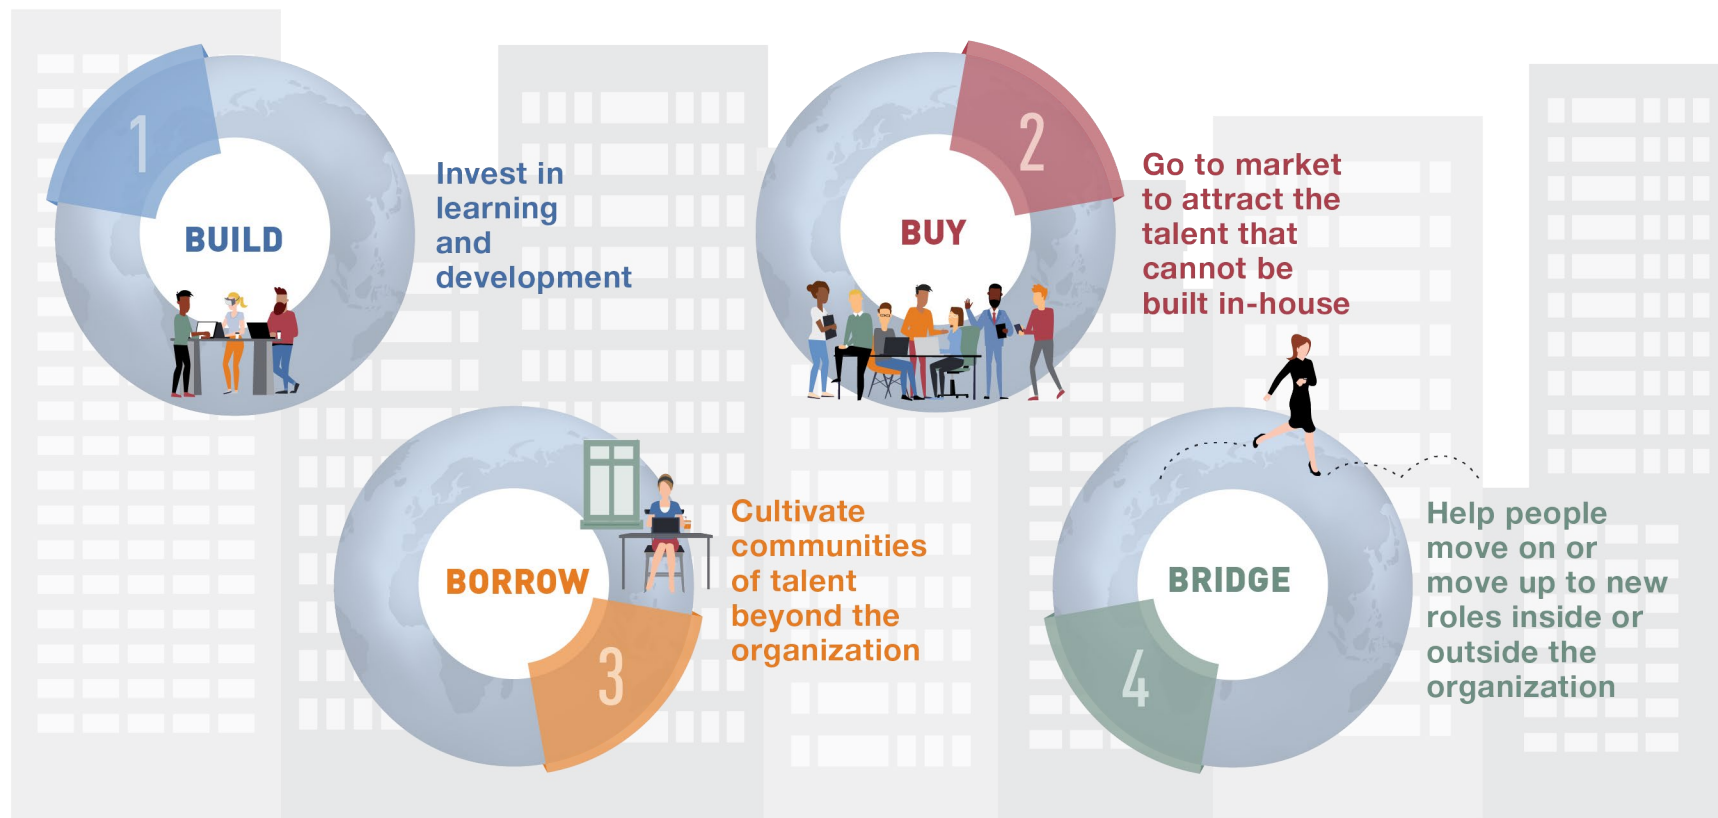 1
BUILD
Invest in
learning
and
development
2
BUY
Go to market
to attract the
talent that
cannot be
built in-house
3
BORROW
Cultivate
communities
of talent
beyond the
organization
4
BRIDGE
Help people
move on or
move up to new
roles inside or
outside the
organization